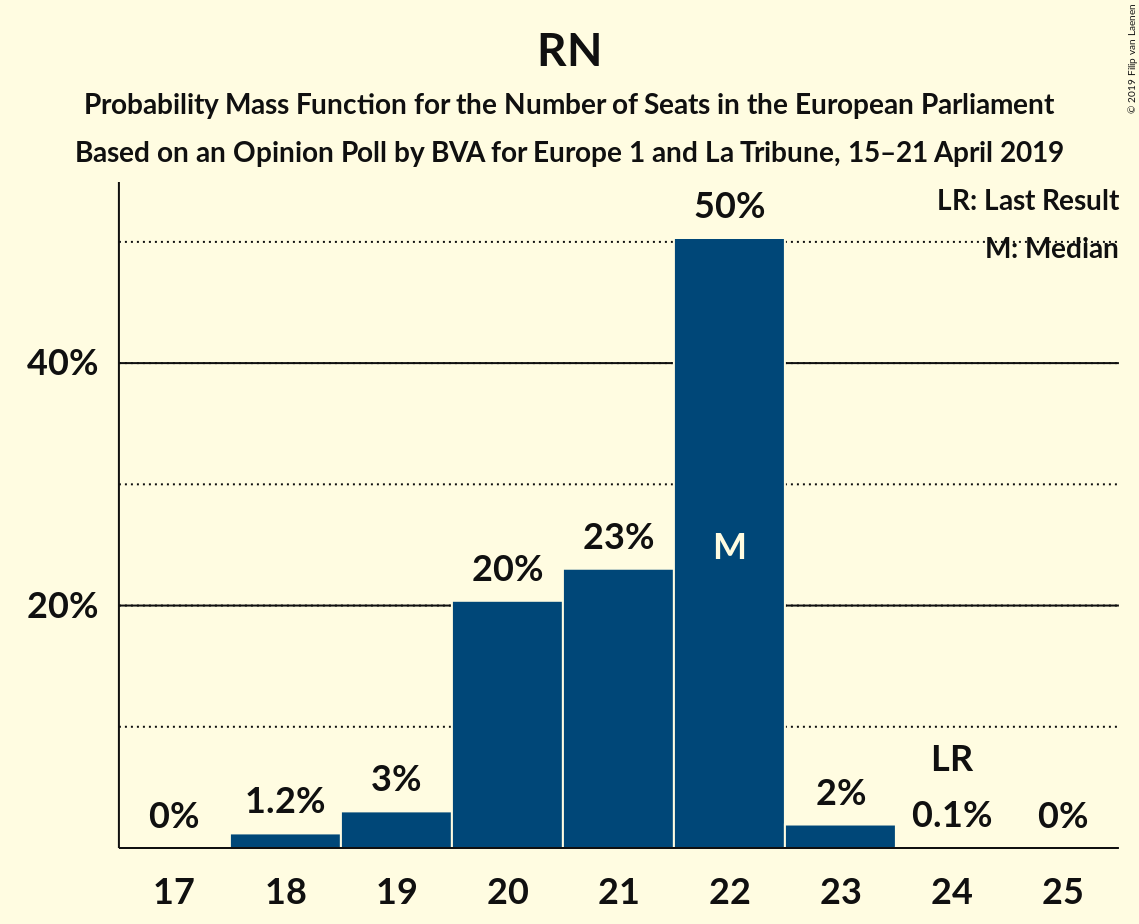 RN
Probability Mass Function for the Number of Seats in the European Parliament
Based on an Opinion Poll by BVA for Europe 1 and La Tribune, 15–21 April 2019
© 2019 Filip van Laenen
LR: Last Result
M: Median
50%
40%
23%
20%
M
20%
LR
3%
2%
1.2%
0%
0.1%
0%
17 18 19 20 21 22 23 24 25